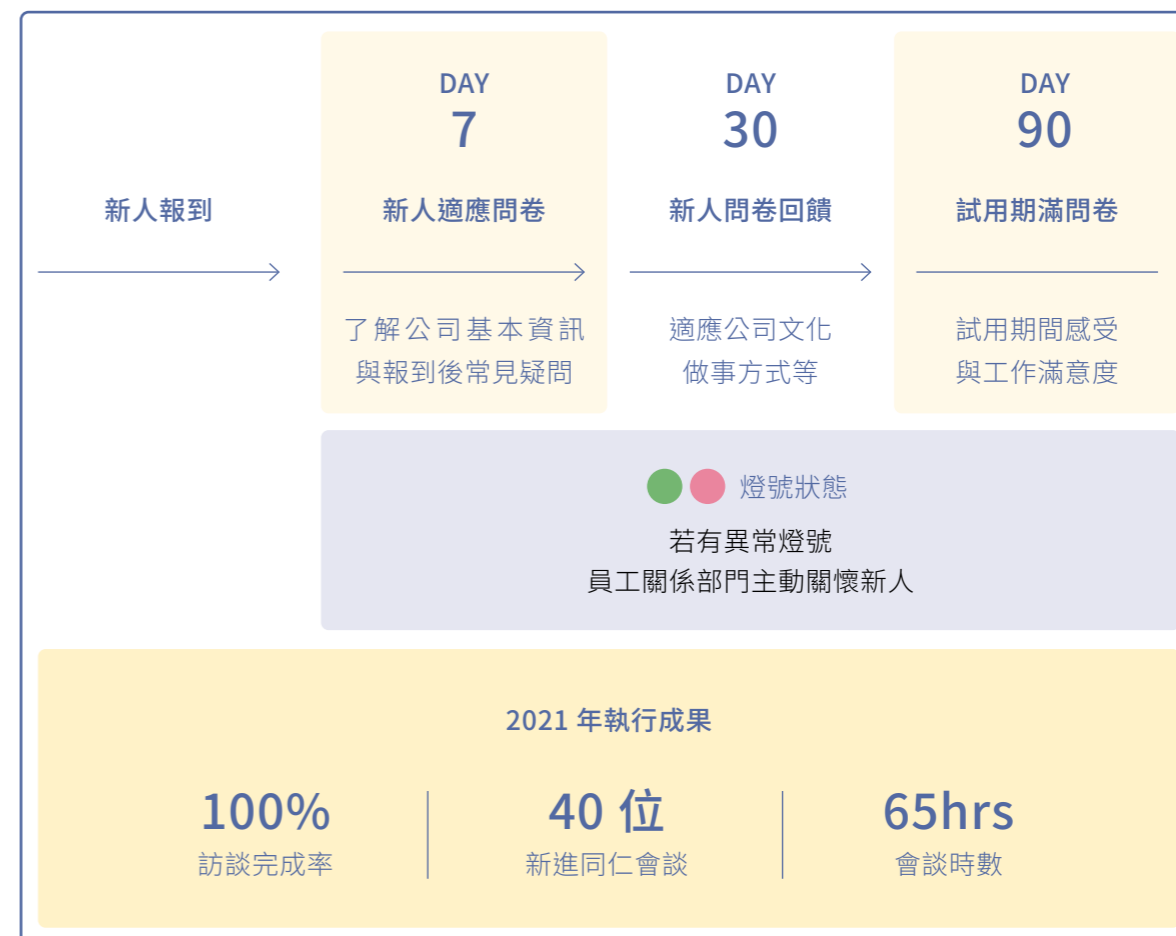 新人報到
DAY
7
新人適應問卷
了解公司基本資訊
與報到後常見疑問
DAY
30
新人問卷回饋
適應公司文化
做事方式等
DAY
90
試用期滿問卷
試用期間感受
與工作滿意度
燈號狀態
若有異常燈號
員工關係部門主動關懷新人
2021 年執行成果
100%
訪談完成率
40 位
新進同仁會談
65hrs
會談時數